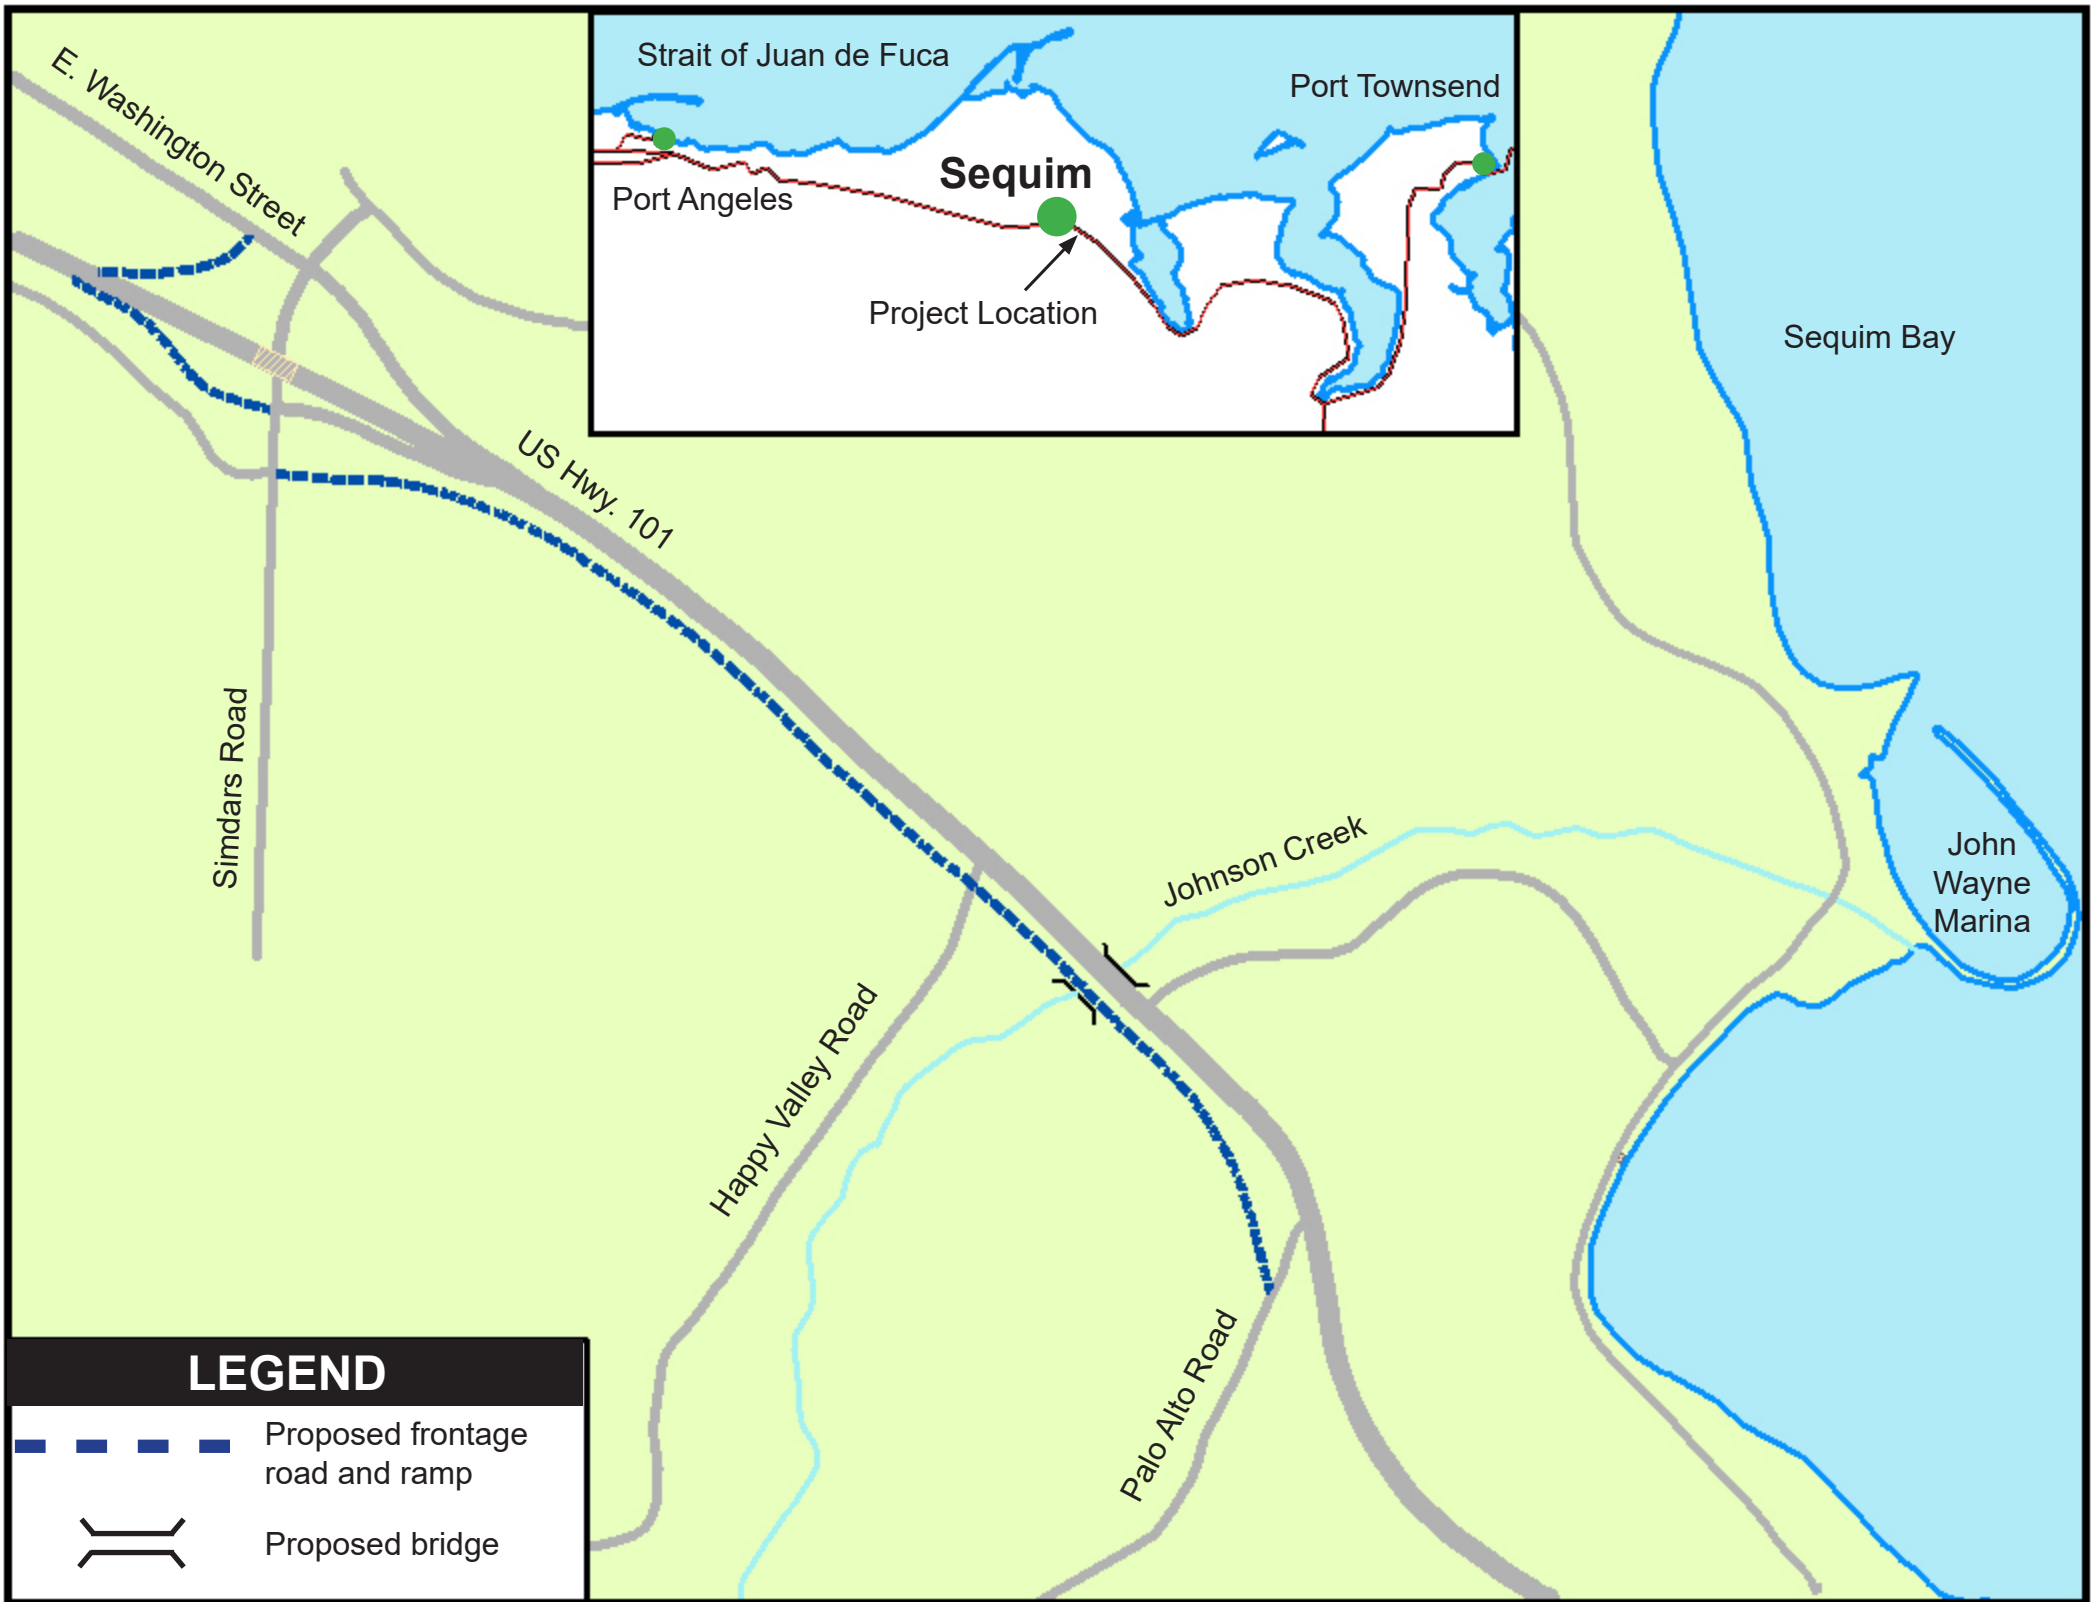 E. Washington Street
Strait of Juan de Fuca
Port Townsend
Sequim
Port Angeles
Project Location
Sequim Bay
US Hwy. 101
Simdars Road
Johnson Creek
John
Wayne
Marina
Happy Valley Road
Palo Alto Road
LEGEND
Proposed frontage
road and ramp
Proposed bridge